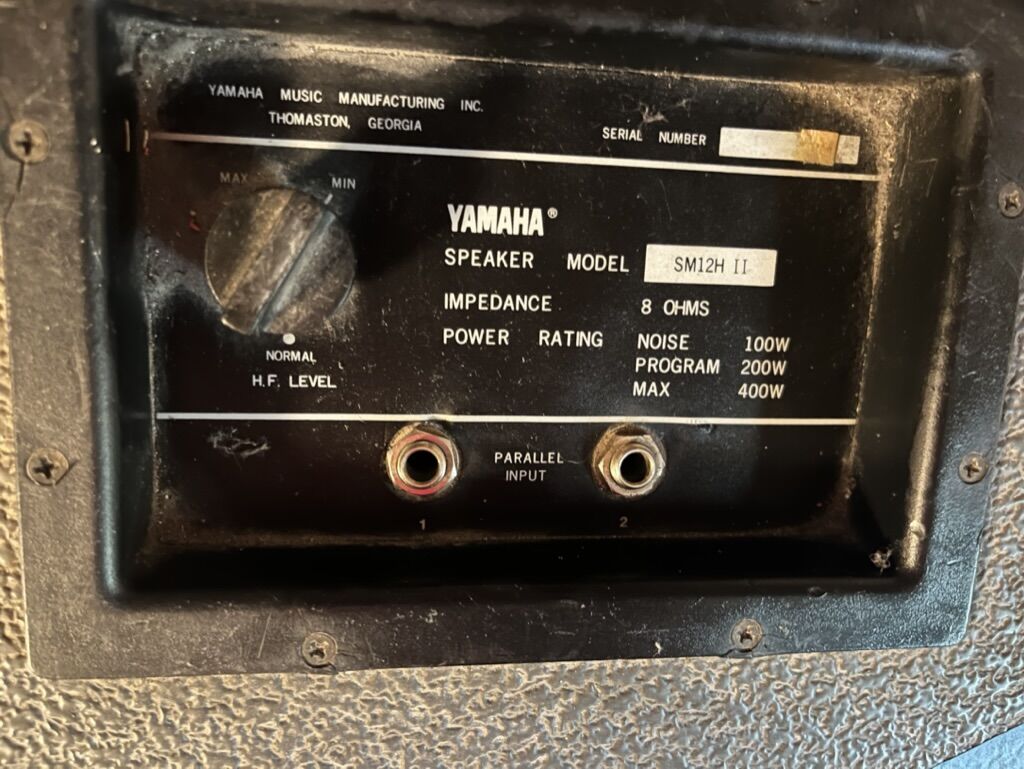 YAMAHA MUSIC MANUFACTURING INC.
THOMASTON, GEORGIA
SERIAL NUMBER
MAX MIN
NORMAL
H.F. LEVEL
YAMAHA®
SPEAKER MODEL SM12H II
IMPEDANCE 8 OHMS
POWER RATING NOISE 100W
PROGRAM 200W
MAX 400W
PARALLEL
INPUT
1 2